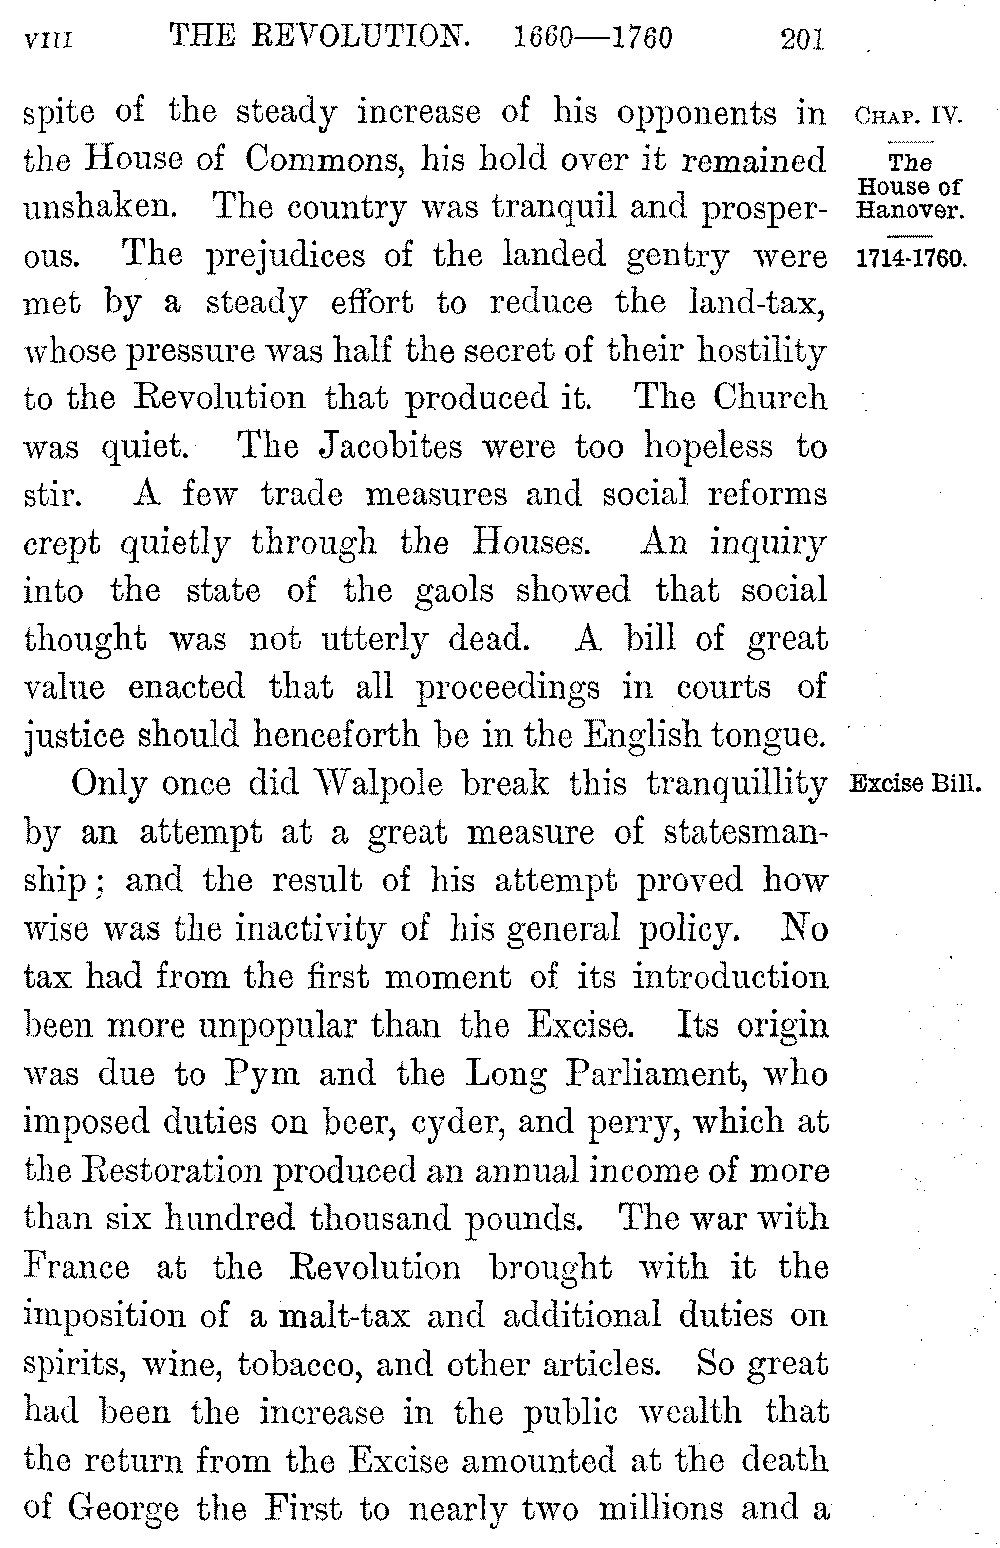 VIII THE REVOLUTION. 1660—1760 201
spite of the steady increase of his opponents in
the House of Commons, his hold over it remained
unshaken. The country was tranquil and prosper-
ous. The prejudices of the landed gentry were
met by a steady effort to reduce the land-tax,
whose pressure was half the secret of their hostility
to the Revolution that produced it. The Church
was quiet. The Jacobites were too hopeless to
stir. A few trade measures and social reforms
crept quietly through the Houses. An inquiry
into the state of the gaols showed that social
thought was not utterly dead. A bill of great
value enacted that all proceedings in courts of
justice should henceforth be in the English tongue.
Only once did Walpole break this tranquillity
by an attempt at a great measure of statesman-
ship; and the result of his attempt proved how
wise was the inactivity of his general policy. No
tax had from the first moment of its introduction
been more unpopular than the Excise. Its origin
was due to Pym and the Long Parliament, who
imposed duties on beer, cyder, and perry, which at
the Restoration produced an annual income of more
than six hundred thousand pounds. The war with
France at the Revolution brought with it the
imposition of a malt-tax and additional duties on
spirits, wine, tobacco, and other articles. So great
had been the increase in the public wealth that
the return from the Excise amounted at the death
of George the First to nearly two millions and a
CHAP. IV.
The
House of
Hanover.
1714-1760.
Excise Bill.